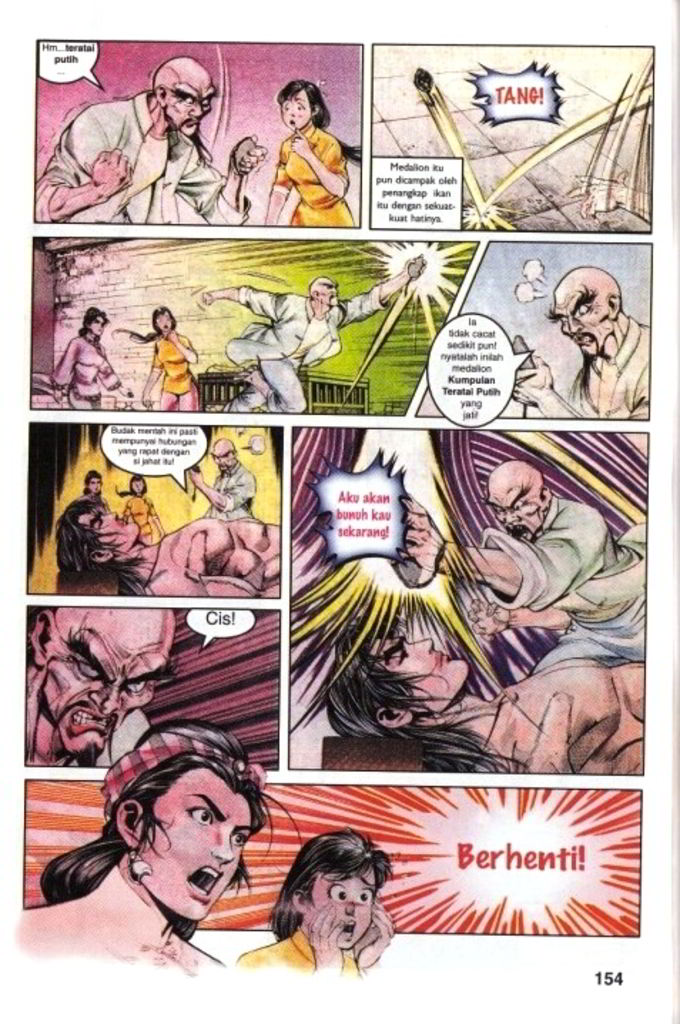 Hm...teratai
putih
...
TANG!
Medalion itu
pun dicampak oleh
penangkap ikan
itu dengan sekuat-
kuat hatinya.
Ia
tidak cacat
sedikit pun!
nyatalah inilah
medalion
Kumpulan
Teratai Putih
yang
jati!
Budak mentah ini pasti
mempunyai hubungan
yang rapat dengan
si jahat itu!
Aku akan
bunuh kau
sekarang!
Cis!
Berhenti!
154